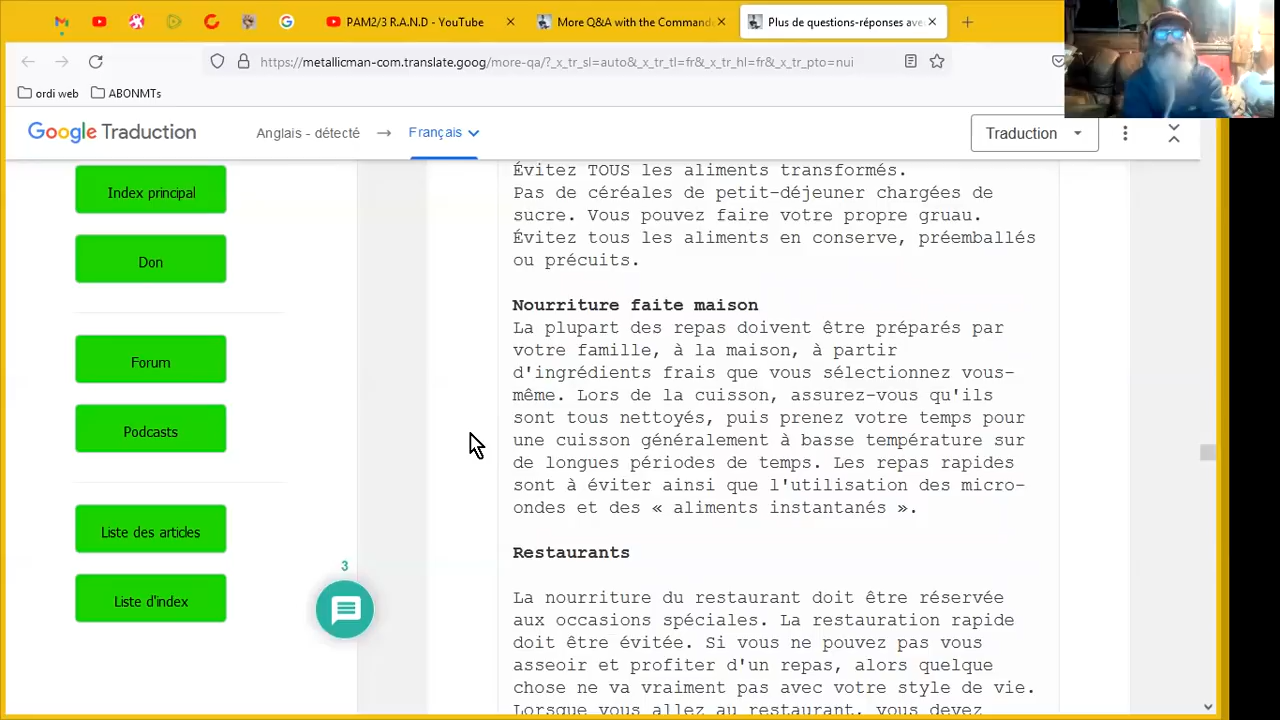 PAM2/3 R.A.N.D - YouTube
More Q&A with the Command
Plus de questions-réponses ave
https://metallicman-com.translate.goog/more-qa/?_x_tr_sl=auto&_x_tr_tl=fr&_x_tr_hl=fr&_x_tr_pto=nui
ordi web
ABONMTs
Google Traduction
Anglais - détecté
Français
Traduction
Index principal
Don
Forum
Podcasts
Liste des articles
Liste d'index
3
Évitez TOUS les aliments transformés.
Pas de céréales de petit-déjeuner chargées de
sucre. Vous pouvez faire votre propre gruau.
Évitez tous les aliments en conserve, préemballés
ou précuits.
Nourriture faite maison
La plupart des repas doivent être préparés par
votre famille, à la maison, à partir
d'ingrédients frais que vous sélectionnez vous-
même. Lors de la cuisson, assurez-vous qu'ils
sont tous nettoyés, puis prenez votre temps pour
une cuisson généralement à basse température sur
de longues périodes de temps. Les repas rapides
sont à éviter ainsi que l'utilisation des micro-
ondes et des « aliments instantanés ».
Restaurants
La nourriture du restaurant doit être réservée
aux occasions spéciales. La restauration rapide
doit être évitée. Si vous ne pouvez pas vous
asseoir et profiter d'un repas, alors quelque
chose ne va vraiment pas avec votre style de vie.
Lorsque vous allez au restaurant, vous devez